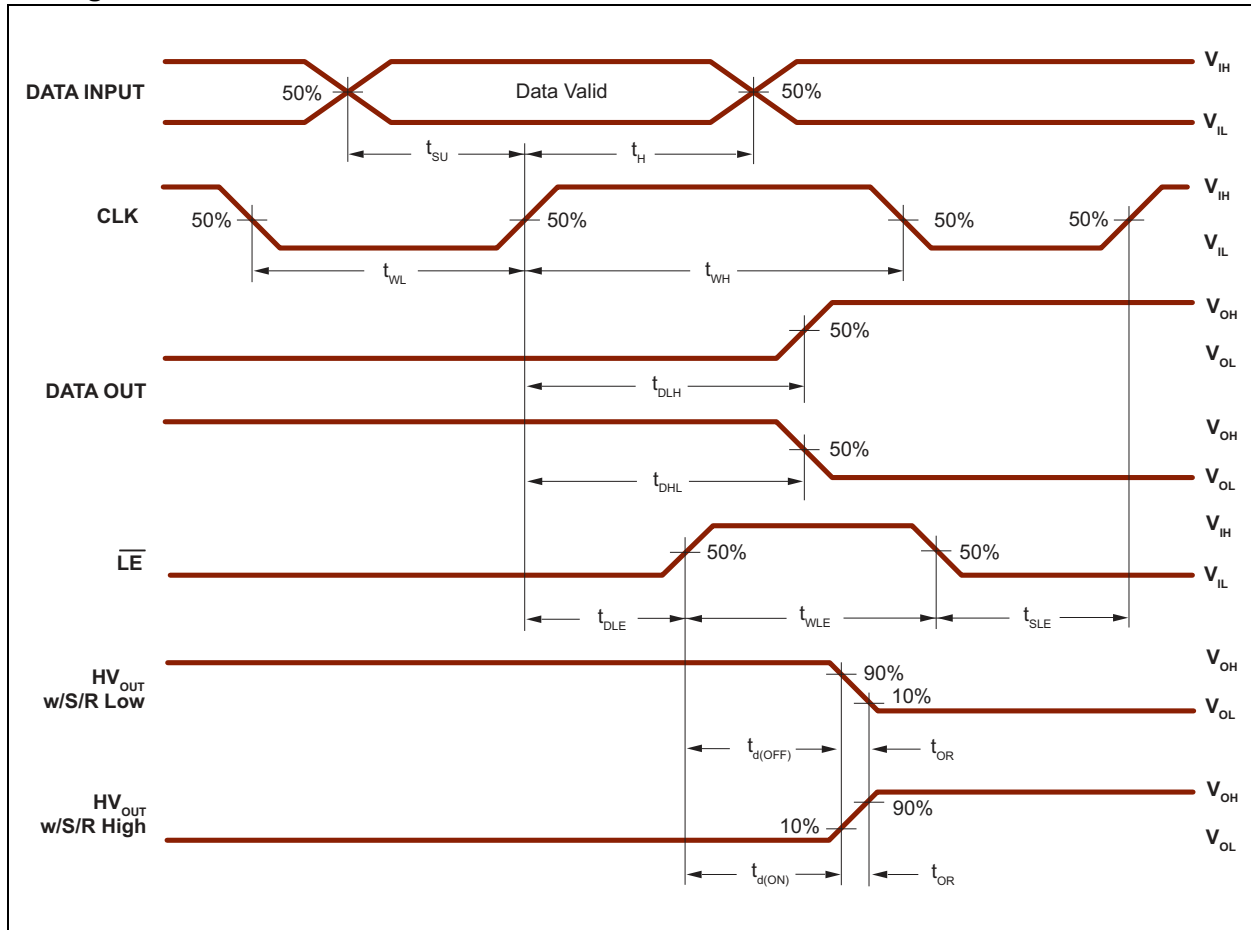 DATA INPUT 50% Data Valid 50% V_IH
V_IL
t_SU t_H
CLK 50% 50% 50% 50% V_IH
V_IL
t_WL t_WH
DATA OUT 50% V_OH
V_OL
t_DLH
50% V_OH
V_OL
t_DHL
L̅E̅ 50% 50% V_IH
V_IL
t_DLE t_WLE t_SLE
HV_OUT
w/S/R Low
90% V_OH
10% V_OL
t_d(OFF) t_OR
HV_OUT
w/S/R High
V_OH
90%
10% V_OL
t_d(ON) t_OR